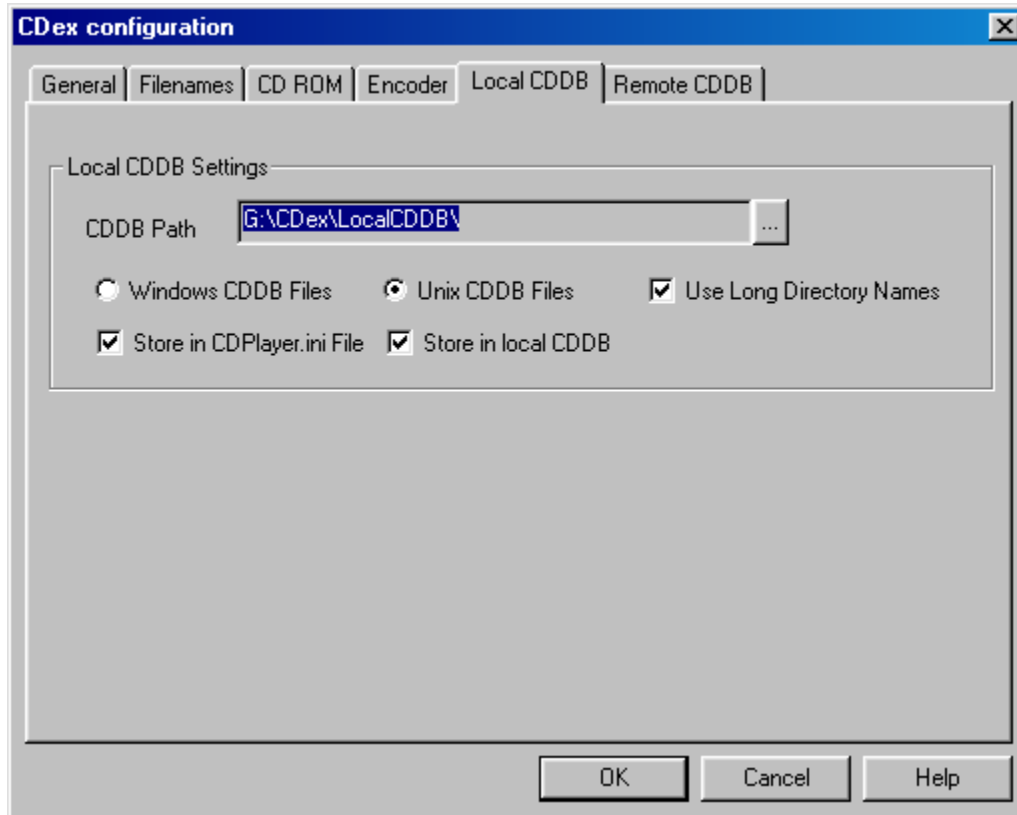 CDex configuration
General Filenames CD ROM Encoder Local CDDB Remote CDDB
Local CDDB Settings
CDDB Path G:\CDex\LocalCDDB\ ...
Windows CDDB Files Unix CDDB Files Use Long Directory Names
Store in CDPlayer.ini File Store in local CDDB
OK Cancel Help